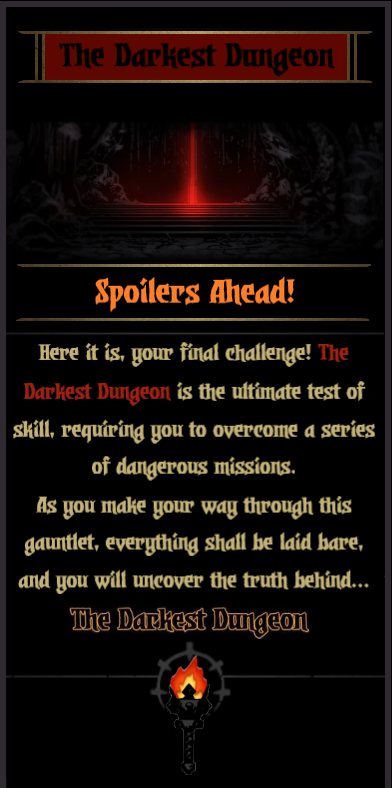 The Darkest Dungeon
Spoilers Ahead!
Here it is, your final challenge! The
Darkest Dungeon is the ultimate test of
skill, requiring you to overcome a series
of dangerous missions.
As you make your way through this
gauntlet, everything shall be laid bare,
and you will uncover the truth behind...
The Darkest Dungeon